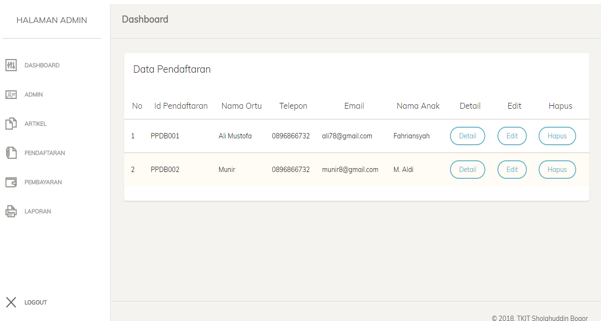 HALAMAN ADMIN
DASHBOARD
ADMIN
ARTIKEL
PENDAFTARAN
PEMBAYARAN
LAPORAN
LOGOUT
Dashboard
Data Pendaftaran
No Id Pendaftaran Nama Ortu Telepon Email Nama Anak Detail Edit Hapus
1 PPDB001 Ali Mustofa 0896866732 ali78@gmail.com Fahriansyah Detail Edit Hapus
2 PPDB002 Munir 0896866732 munir8@gmail.com M. Aldi Detail Edit Hapus
© 2018. TKIT Sholahuddin Bogor